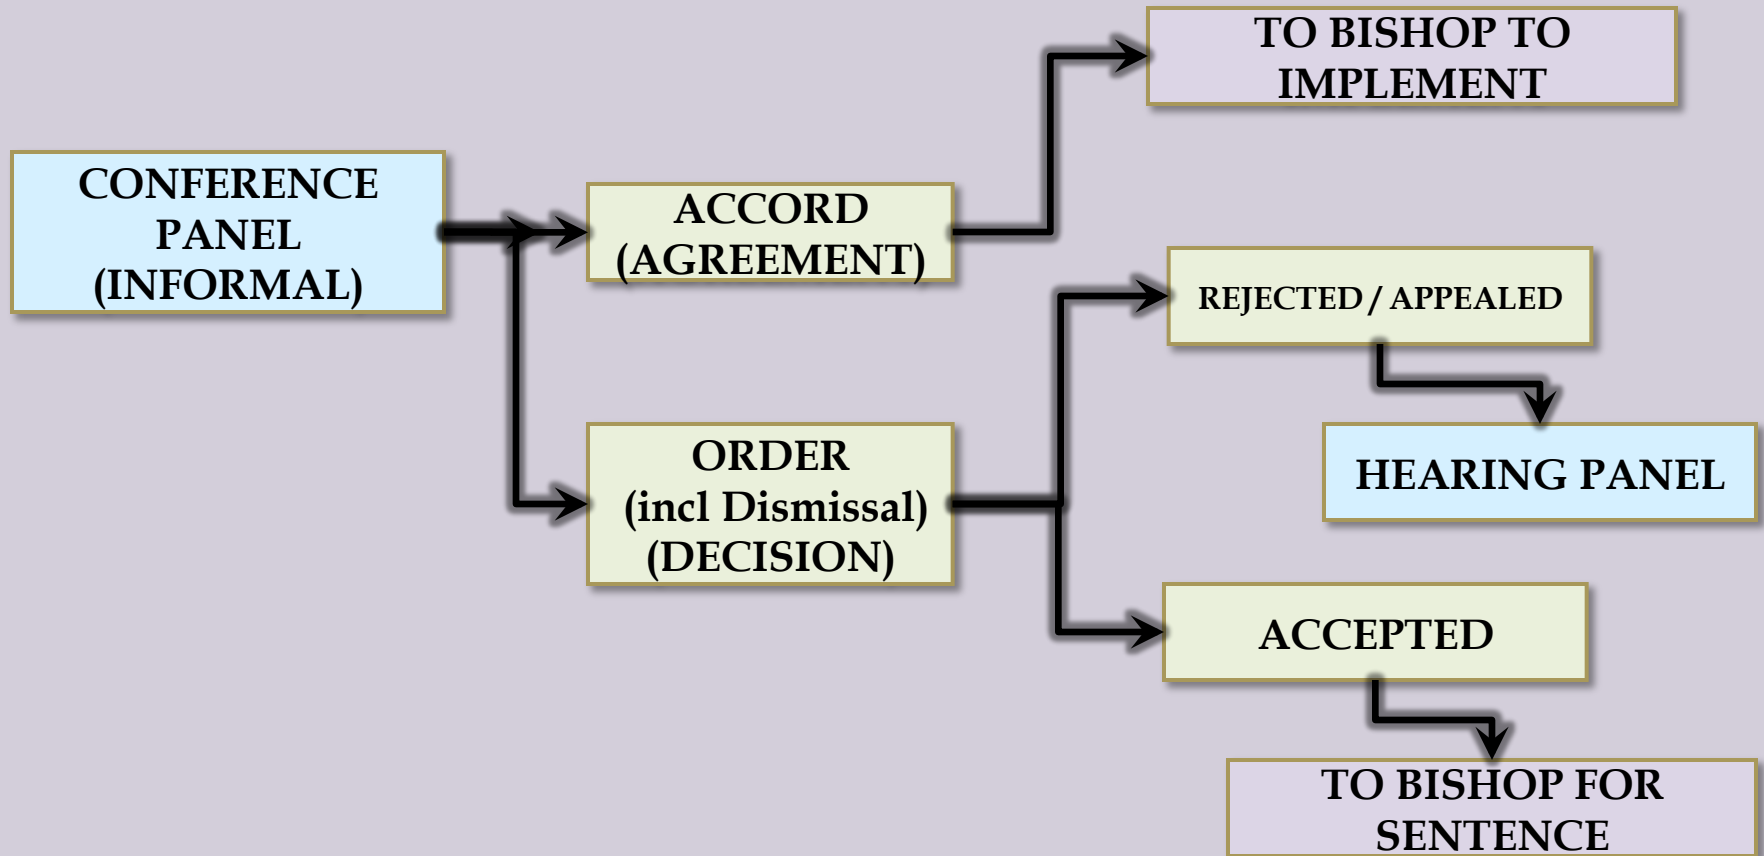 TO BISHOP TO
IMPLEMENT
CONFERENCE
PANEL
(INFORMAL)
ACCORD
(AGREEMENT)
REJECTED / APPEALED
HEARING PANEL
ORDER
(incl Dismissal)
(DECISION)
ACCEPTED
TO BISHOP FOR
SENTENCE